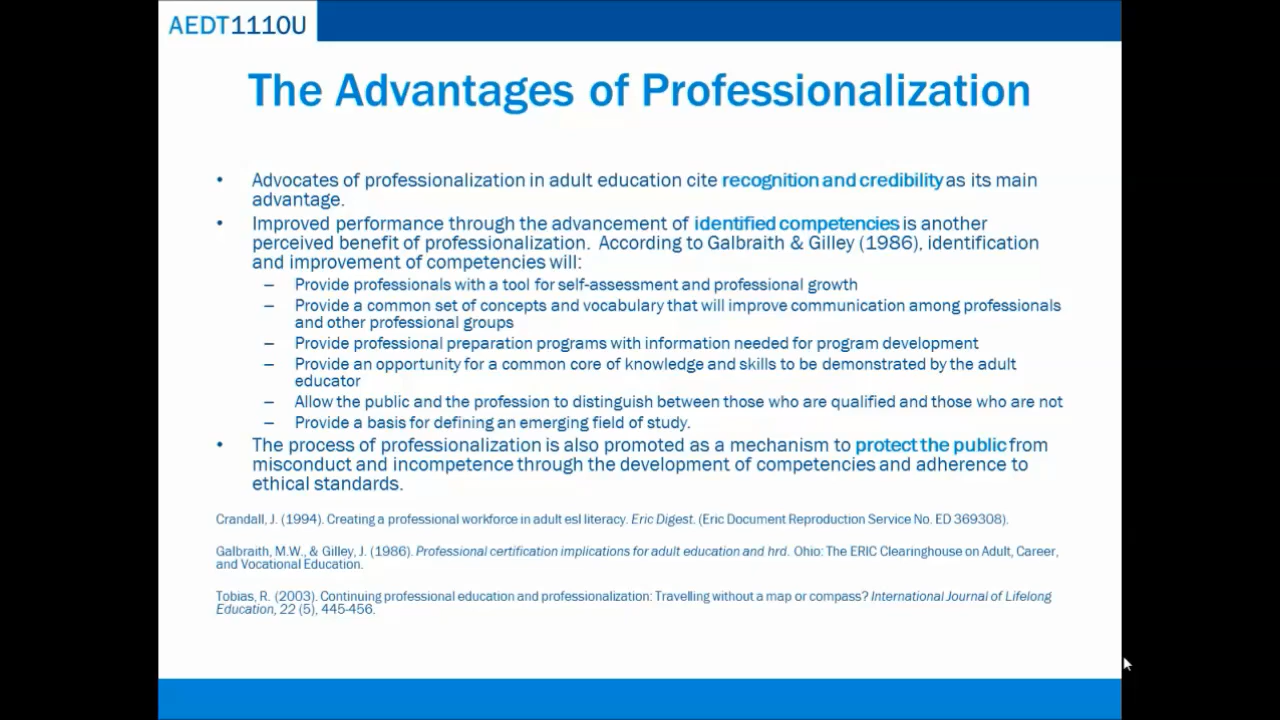 AEDT1110U
The Advantages of Professionalization
• Advocates of professionalization in adult education cite recognition and credibility as its main
advantage.
• Improved performance through the advancement of identified competencies is another
perceived benefit of professionalization. According to Galbraith & Gilley (1986), identification
and improvement of competencies will:
– Provide professionals with a tool for self-assessment and professional growth
– Provide a common set of concepts and vocabulary that will improve communication among professionals
and other professional groups
– Provide professional preparation programs with information needed for program development
– Provide an opportunity for a common core of knowledge and skills to be demonstrated by the adult
educator
– Allow the public and the profession to distinguish between those who are qualified and those who are not
– Provide a basis for defining an emerging field of study.
• The process of professionalization is also promoted as a mechanism to protect the public from
misconduct and incompetence through the development of competencies and adherence to
ethical standards.
Crandall, J. (1994). Creating a professional workforce in adult esl literacy. Eric Digest. (Eric Document Reproduction Service No. ED 369308).
Galbraith, M.W., & Gilley, J. (1986). Professional certification implications for adult education and hrd. Ohio: The ERIC Clearinghouse on Adult, Career,
and Vocational Education.
Tobias, R. (2003). Continuing professional education and professionalization: Travelling without a map or compass? International Journal of Lifelong
Education, 22 (5), 445-456.